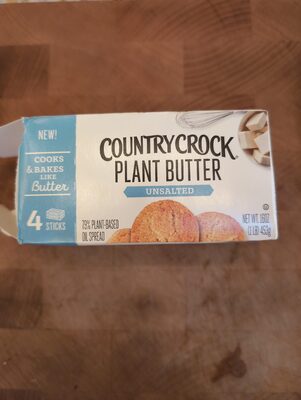 NEW!
COOKS
& BAKES
LIKE
Butter
4 STICKS
COUNTRY CROCK
PLANT BUTTER
UNSALTED
79% PLANT-BASED
OIL SPREAD
NET WT. 16OZ
(1 LB) 453g